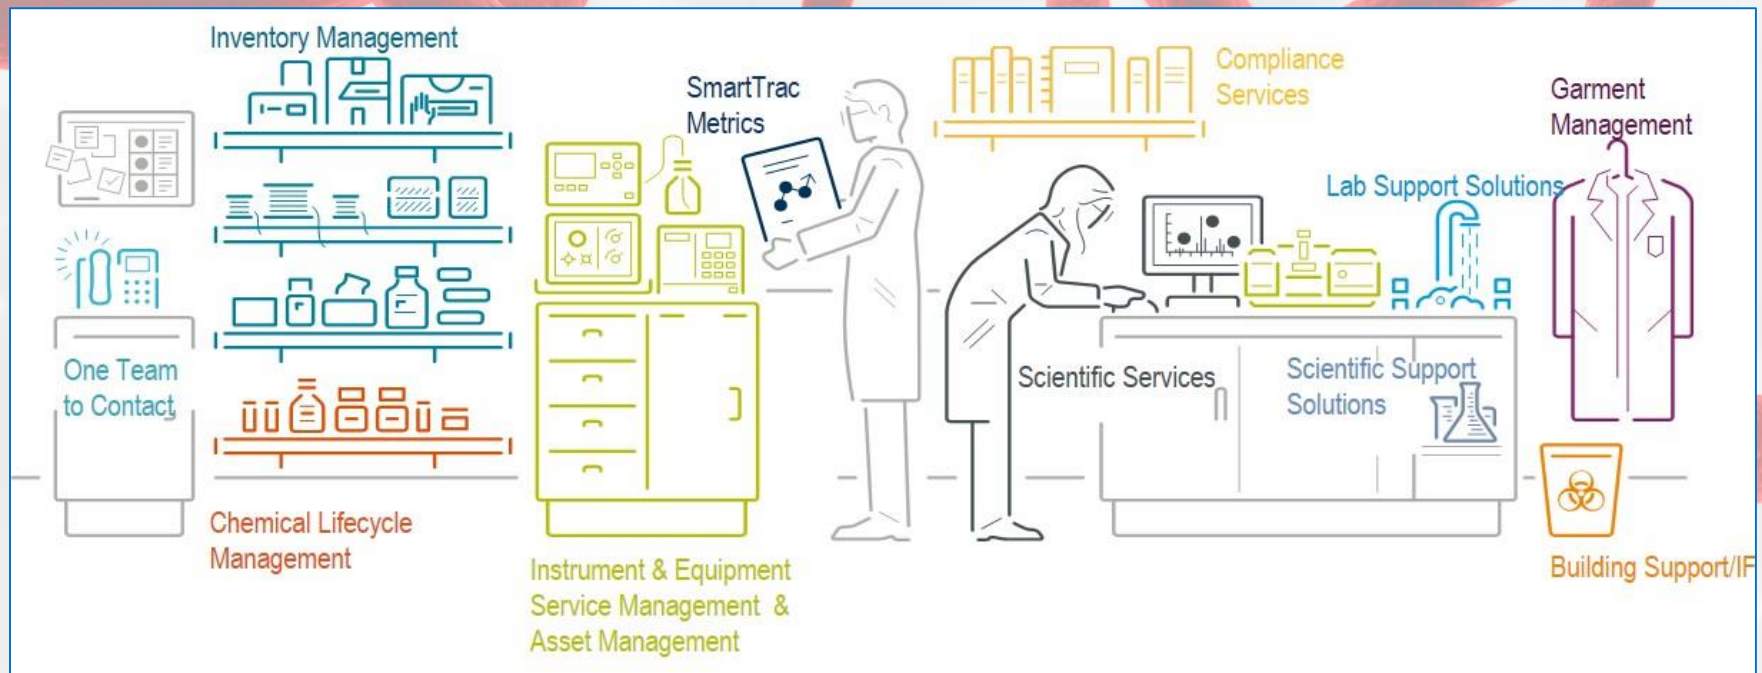 Inventory Management
SmartTrac
Metrics
Compliance
Services
Garment
Management
Lab Support Solutions
One Team
to Contact
Scientific Services
Scientific Support
Solutions
Chemical Lifecycle
Management
Instrument & Equipment
Service Management &
Asset Management
Building Support/IF